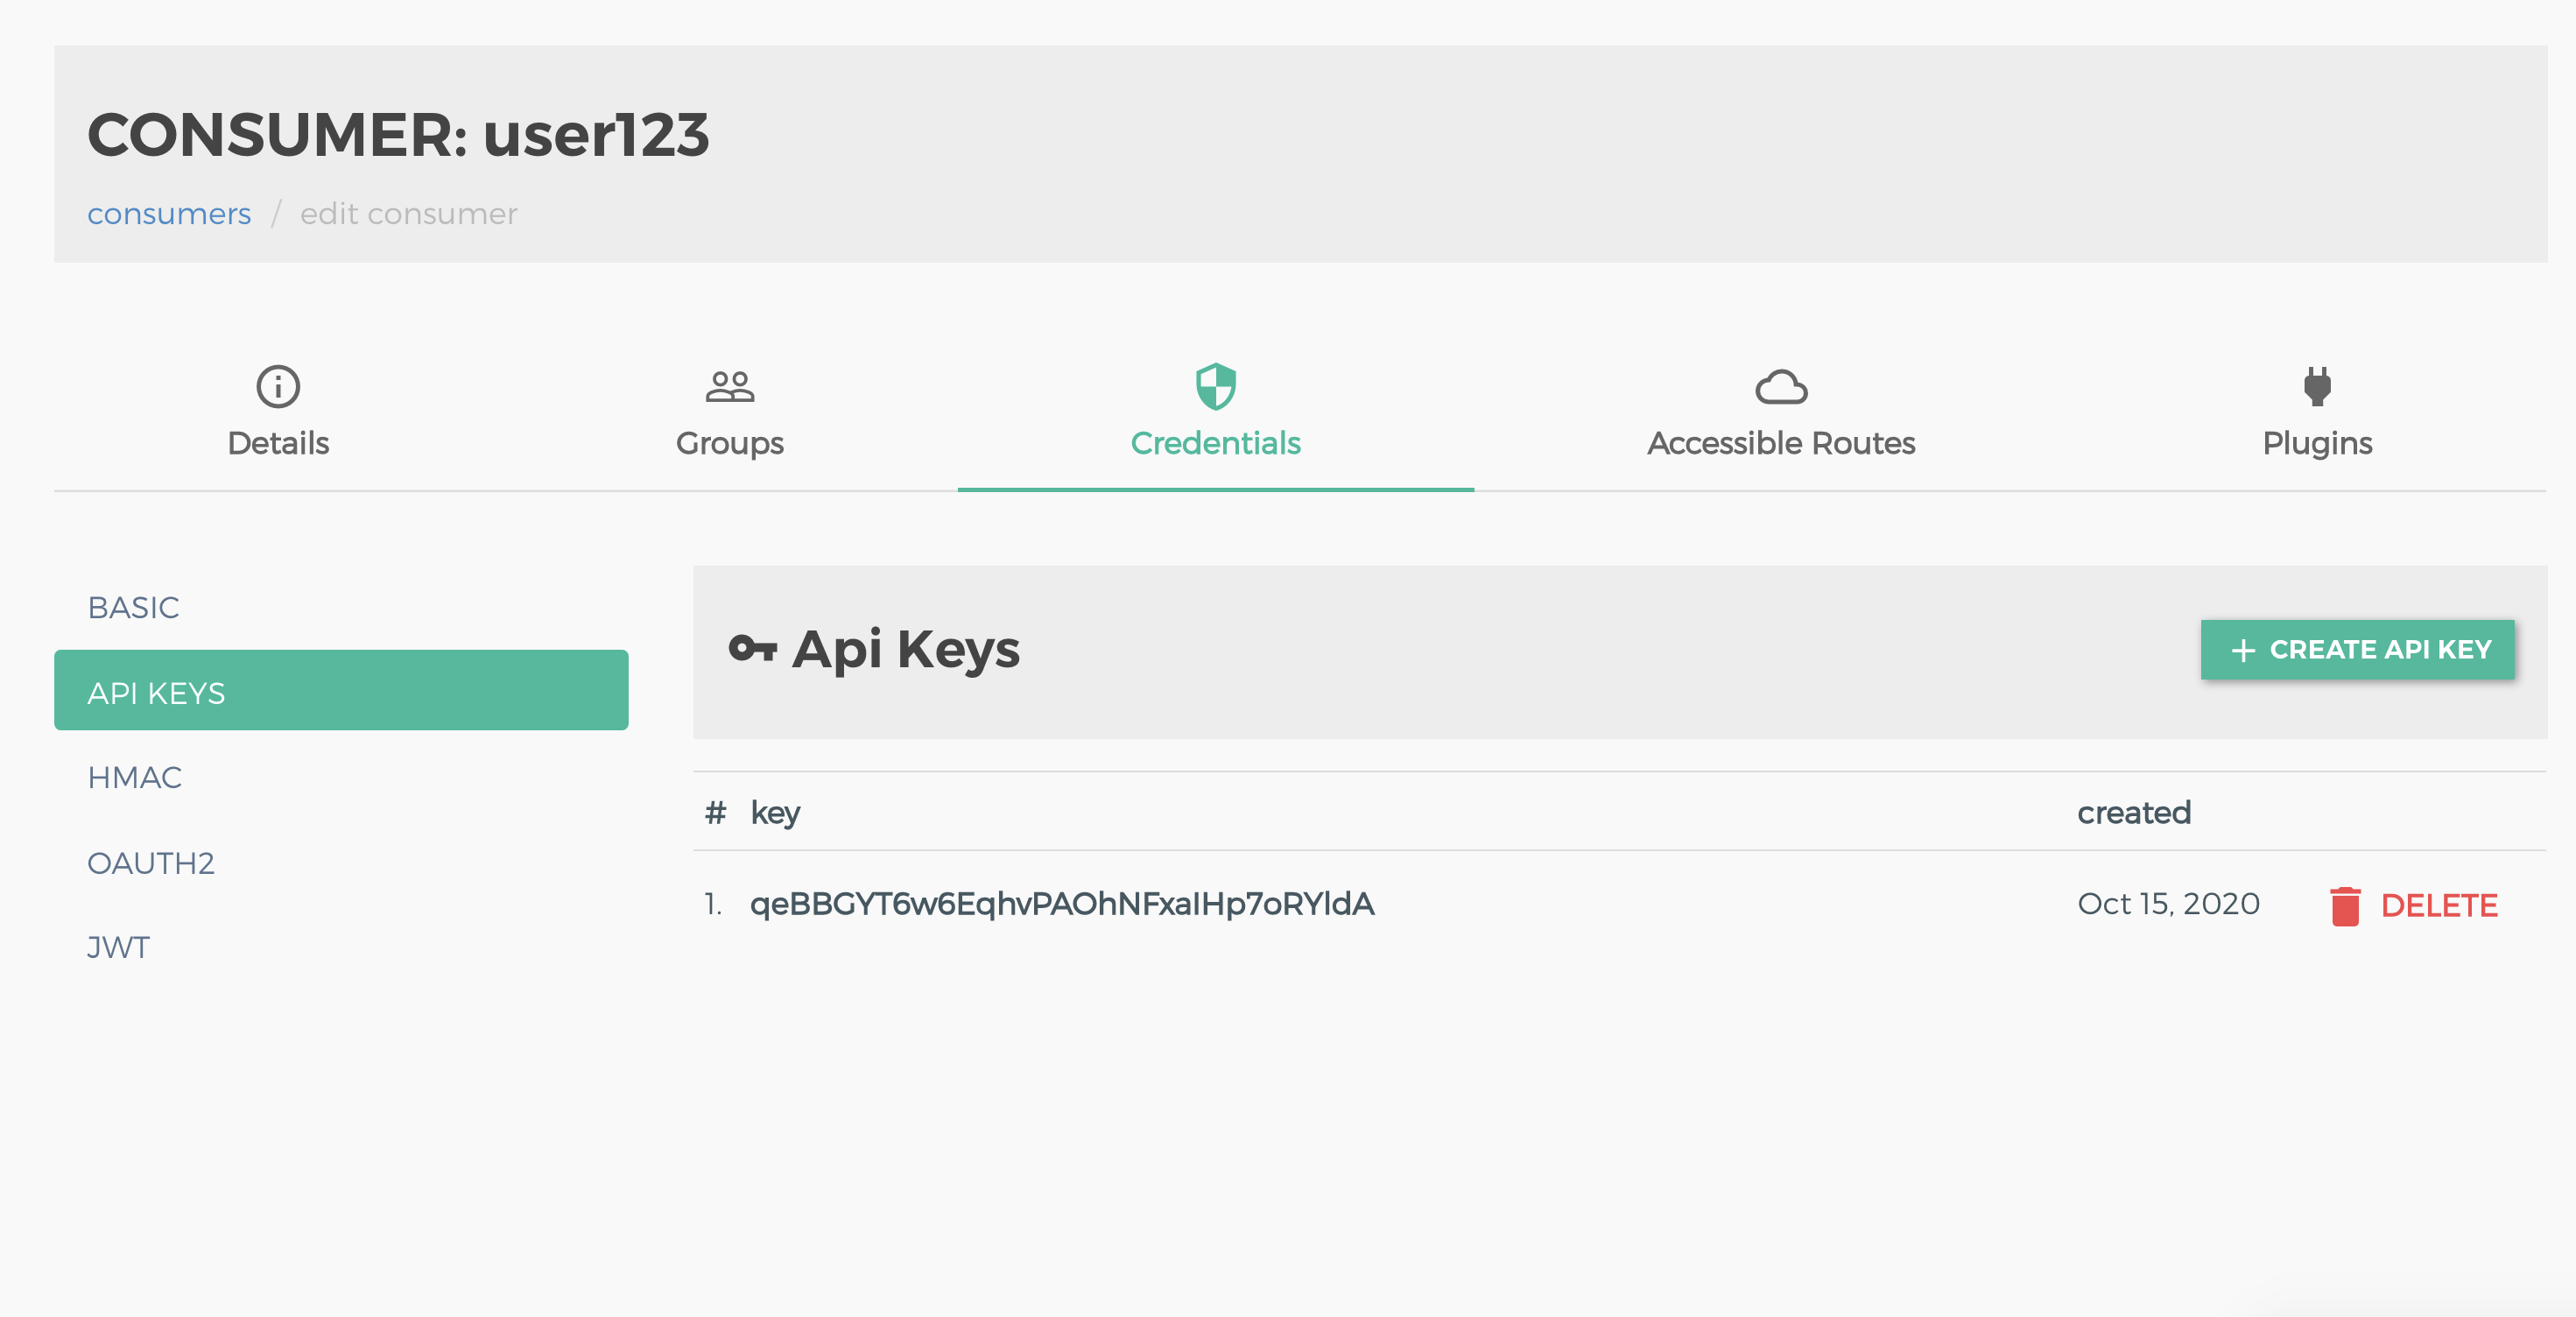 CONSUMER: user123
consumers / edit consumer
Details Groups Credentials Accessible Routes Plugins
BASIC
API KEYS
HMAC
OAUTH2
JWT
Api Keys
+ CREATE API KEY
# key created
1. qeBBGYT6w6EqhvPAOhNFxaIHp7oRYldA Oct 15, 2020 DELETE